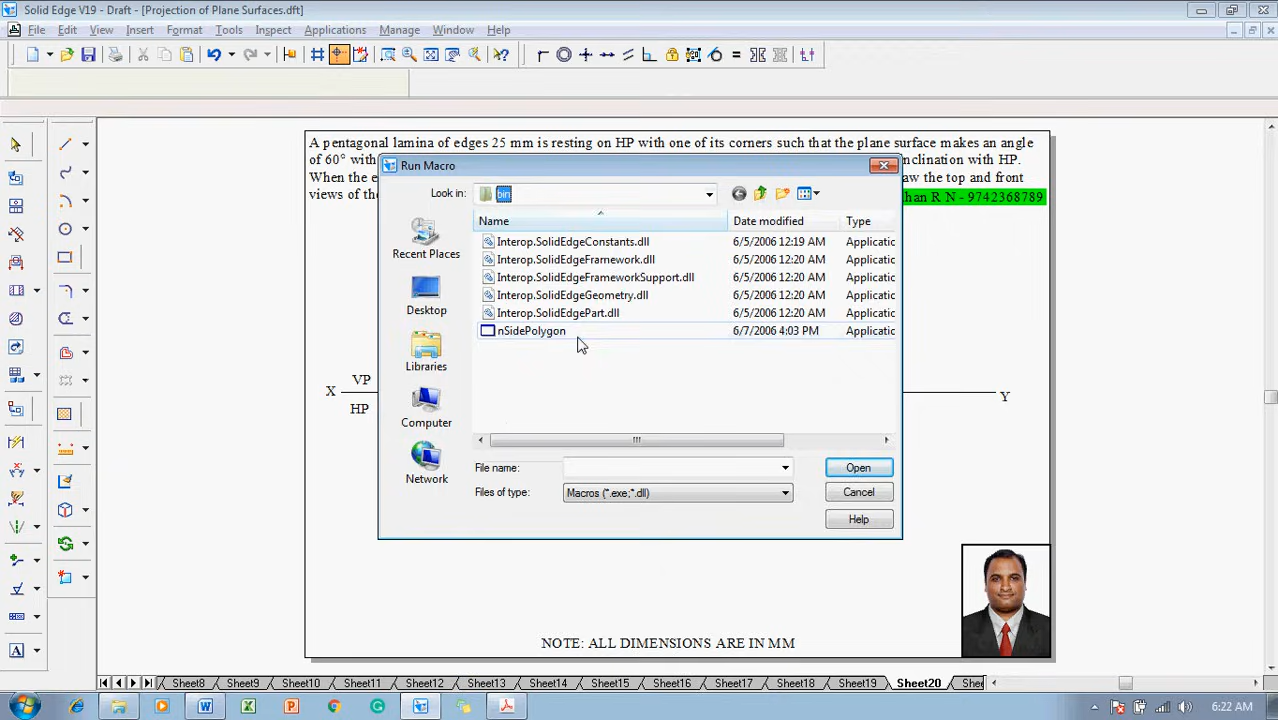 Solid Edge V19 - Draft - [Projection of Plane Surfaces.dft]
File Edit View Insert Format Tools Inspect Applications Manage Window Help
A pentagonal lamina of edges 25 mm is resting on HP with one of its corners such that the plane surface makes an angle
of 60° with
nclination with HP.
When the e
aw the top and front
views of the
han R N - 9742368789
Run Macro
Look in: bin
Name Date modified Type
Interop.SolidEdgeConstants.dll 6/5/2006 12:19 AM Applicatic
Interop.SolidEdgeFramework.dll 6/5/2006 12:20 AM Applicatic
Interop.SolidEdgeFrameworkSupport.dll 6/5/2006 12:20 AM Applicatic
Interop.SolidEdgeGeometry.dll 6/5/2006 12:20 AM Applicatic
Interop.SolidEdgePart.dll 6/5/2006 12:20 AM Applicatic
nSidePolygon 6/7/2006 4:03 PM Applicatic
Recent Places
Desktop
Libraries
Computer
Network
File name: Open
Files of type: Macros (*.exe;*.dll) Cancel
Help
X VP Y
HP
NOTE: ALL DIMENSIONS ARE IN MM
Sheet8 Sheet9 Sheet10 Sheet11 Sheet12 Sheet13 Sheet14 Sheet15 Sheet16 Sheet17 Sheet18 Sheet19 Sheet20 Shee
6:22 AM